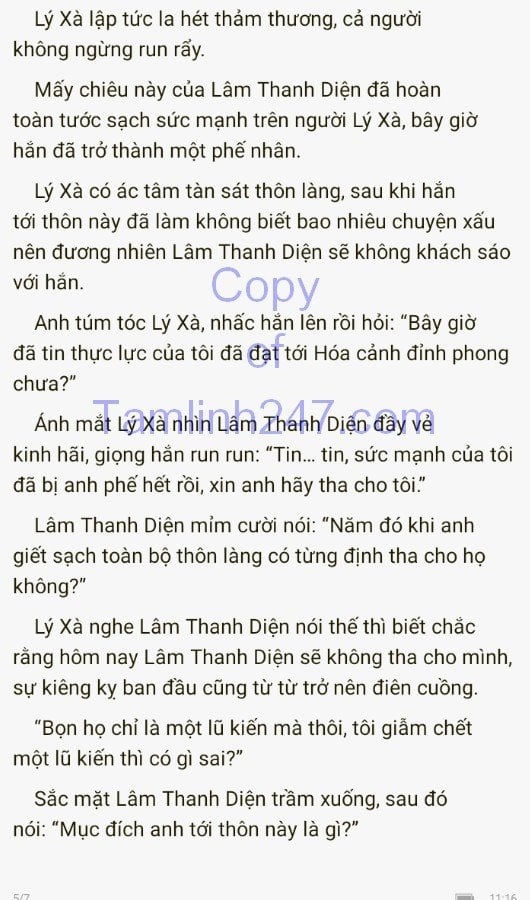 Lý Xà lập tức la hét thảm thương, cả người
không ngừng run rẩy.
Mấy chiêu này của Lâm Thanh Diện đã hoàn
toàn tước sạch sức mạnh trên người Lý Xà, bây giờ
hắn đã trở thành một phế nhân.
Lý Xà có ác tâm tàn sát thôn làng, sau khi hắn
tới thôn này đã làm không biết bao nhiêu chuyện xấu
nên đương nhiên Lâm Thanh Diện sẽ không khách sáo
với hắn.
Copy
Anh túm tóc Lý Xà, nhấc hắn lên rồi hỏi: “Bây giờ
đã tin thực lực của tôi đã đạt tới Hóa cảnh đỉnh phong
of
chưa?”
Tamlinh247.com
Ánh mắt Lý Xà nhìn Lâm Thanh Diện đầy vẻ
kinh hãi, giọng hắn run run: “Tin... tin, sức mạnh của tôi
đã bị anh phế hết rồi, xin anh hãy tha cho tôi.”
Lâm Thanh Diện mỉm cười nói: “Năm đó khi anh
giết sạch toàn bộ thôn làng có từng định tha cho họ
không?”
Lý Xà nghe Lâm Thanh Diện nói thế thì biết chắc
rằng hôm nay Lâm Thanh Diện sẽ không tha cho mình,
sự kiêng kỵ ban đầu cũng từ từ trở nên điên cuồng.
“Bọn họ chỉ là một lũ kiến mà thôi, tôi giẫm chết
một lũ kiến thì có gì sai?”
Sắc mặt Lâm Thanh Diện trầm xuống, sau đó
nói: “Mục đích anh tới thôn này là gì?”
5/7
11:16